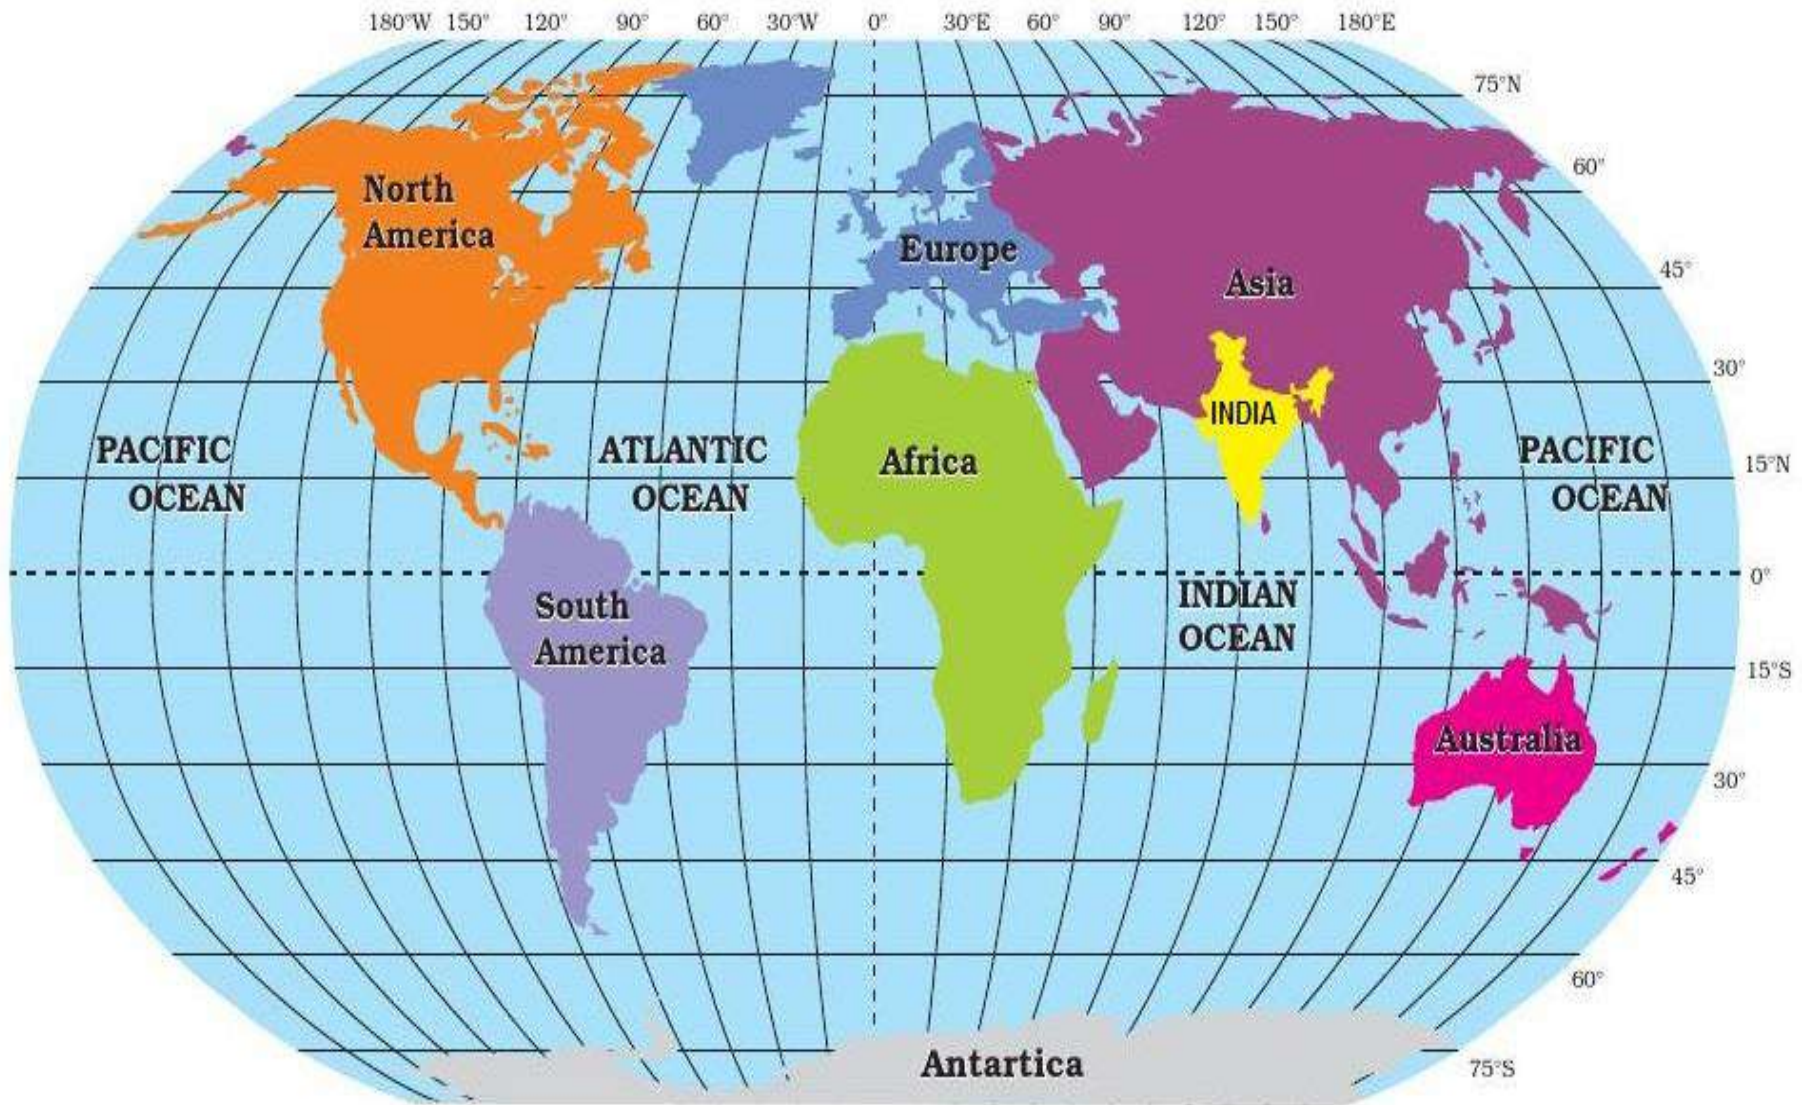 180°W 150° 120° 90° 60° 30°W 0° 30°E 60° 90° 120° 150° 180°E
75°N
60°
North
America
Europe
45°
Asia
30°
INDIA
PACIFIC
OCEAN
ATLANTIC
OCEAN
Africa
PACIFIC
OCEAN
15°N
0°
INDIAN
OCEAN
South
America
15°S
Australia
30°
45°
60°
Antartica
75°S